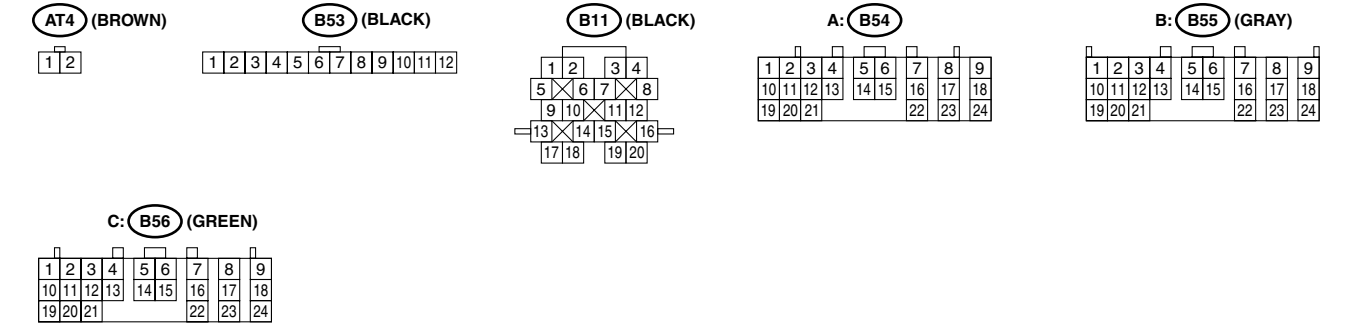 AT4 (BROWN) B53 (BLACK) B11 (BLACK) A: B54 B: B55 (GRAY)
1 2 1 2 3 4 5 6 7 8 9 10 11 12 1 2 3 4 1 2 3 4 5 6 7 8 9 1 2 3 4 5 6 7 8 9
5 6 7 8 10 11 12 13 14 15 16 17 18 10 11 12 13 14 15 16 17 18
9 10 11 12 19 20 21 22 23 24 19 20 21 22 23 24
13 14 15 16
17 18 19 20
C: B56 (GREEN)
1 2 3 4 5 6 7 8 9
10 11 12 13 14 15 16 17 18
19 20 21 22 23 24